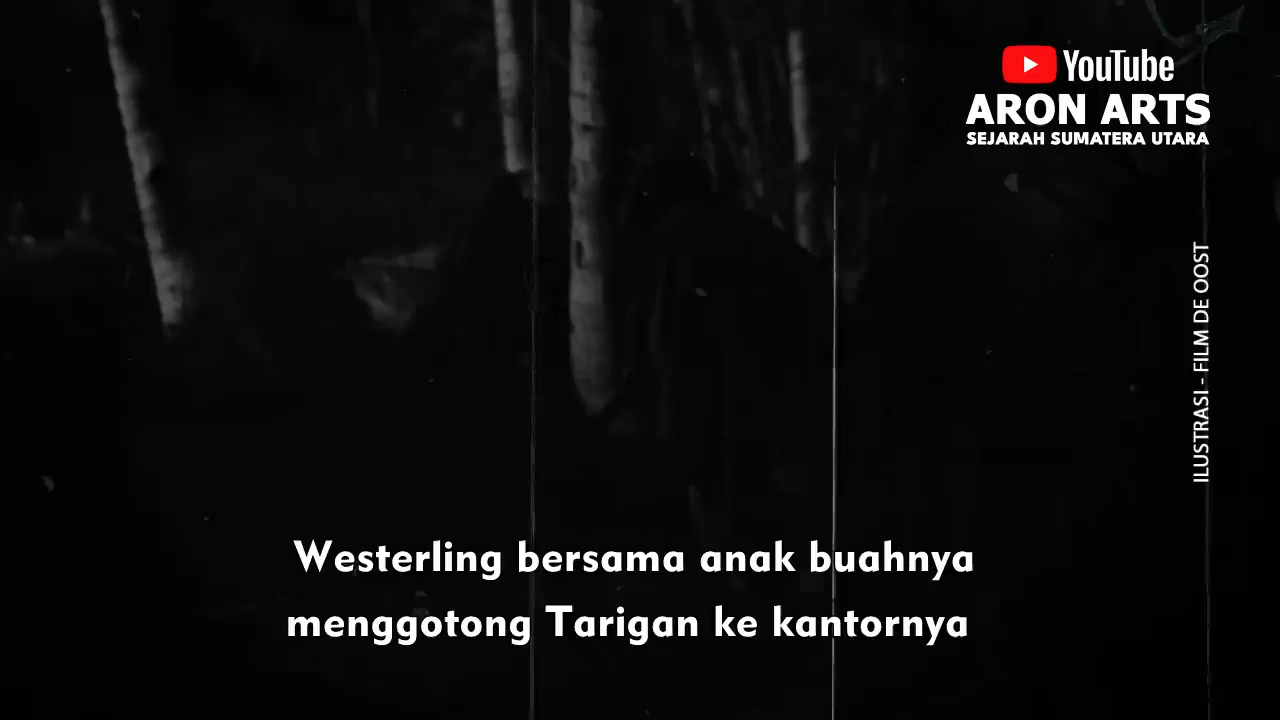 YouTube
ARON ARTS
SEJARAH SUMATERA UTARA
ILUSTRASI - FILM DE OOST
Westerling bersama anak buahnya
menggotong Tarigan ke kantornya